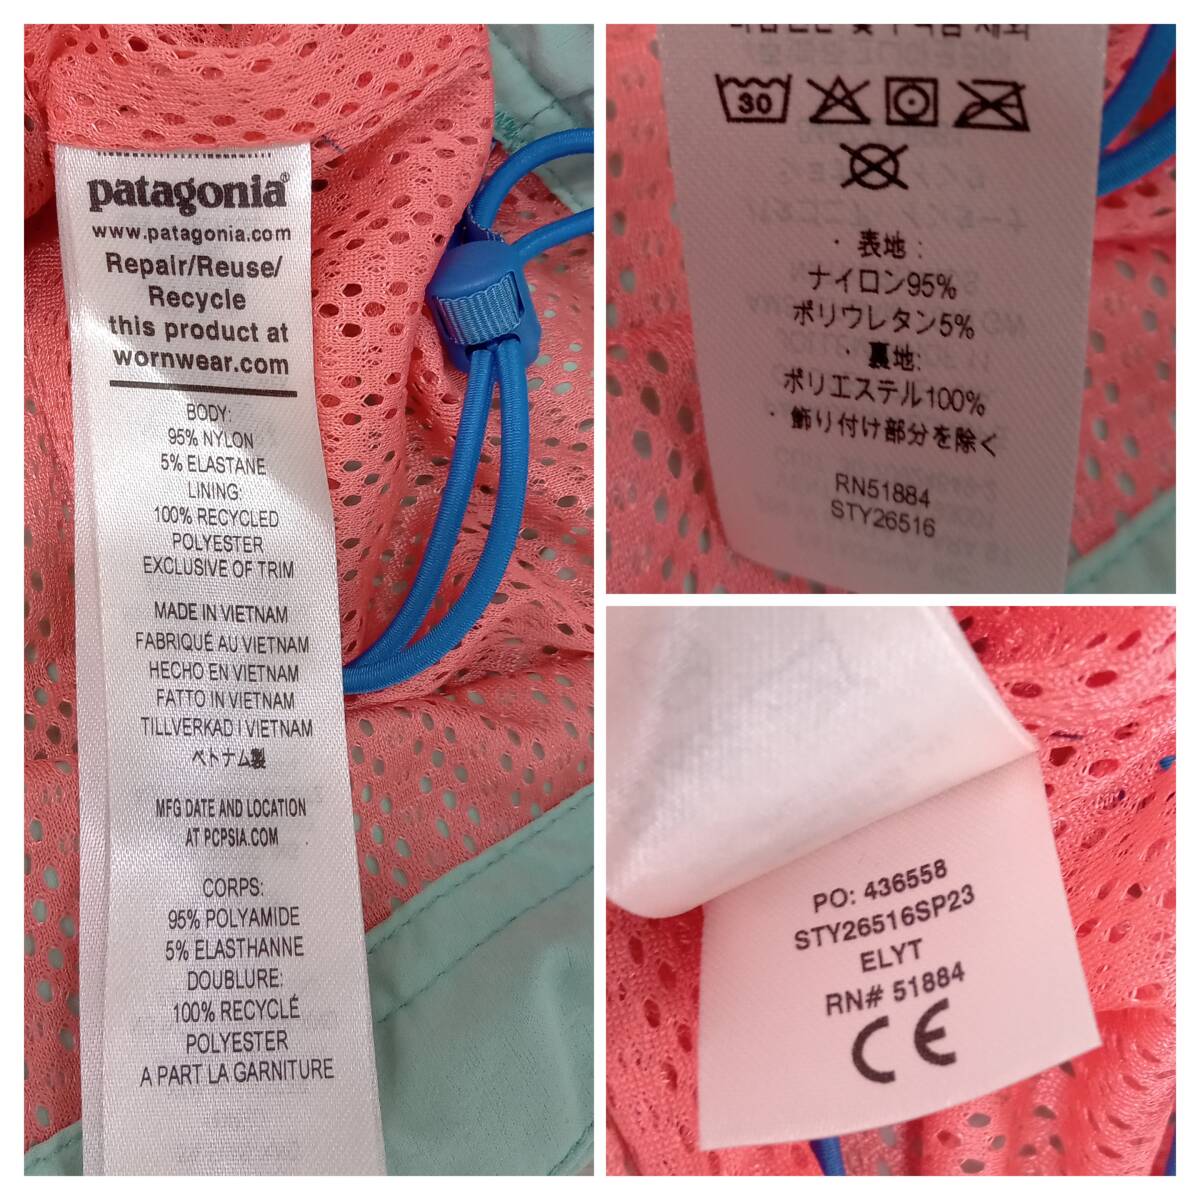 patagonia®
www.patagonia.com
Repair/Reuse/
Recycle
this product at
wornwear.com
BODY:
95% NYLON
5% ELASTANE
LINING:
100% RECYCLED
POLYESTER
EXCLUSIVE OF TRIM
MADE IN VIETNAM
FABRIQUÉ AU VIETNAM
HECHO EN VIETNAM
FATTO IN VIETNAM
TILLVERKAD I VIETNAM
ベトナム製
MFG DATE AND LOCATION
AT PCPSIA.COM
CORPS:
95% POLYAMIDE
5% ELASTHANNE
DOUBLURE:
100% RECYCLÉ
POLYESTER
A PART LA GARNITURE
30
・表地:
ナイロン95%
ポリウレタン5%
・裏地:
ポリエステル100%
・飾り付け部分を除く
RN51884
STY26516
PO: 436558
STY26516SP23
ELYT
RN# 51884
CE